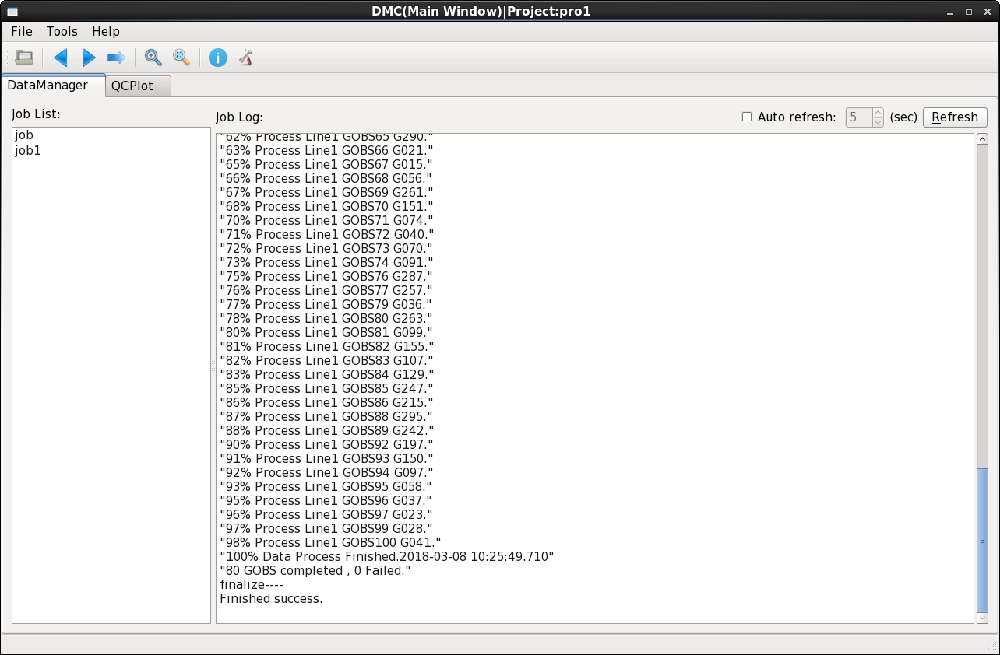 DMC(Main Window)|Project:pro1
File Tools Help
DataManager QCPlot
Job List:
job
job1
Job Log:
Auto refresh: 5 (sec) Refresh
"62% Process Line1 GOBS65 G290."
"63% Process Line1 GOBS66 G021."
"65% Process Line1 GOBS67 G015."
"66% Process Line1 GOBS68 G056."
"67% Process Line1 GOBS69 G261."
"68% Process Line1 GOBS70 G151."
"70% Process Line1 GOBS71 G074."
"71% Process Line1 GOBS72 G040."
"72% Process Line1 GOBS73 G070."
"73% Process Line1 GOBS74 G091."
"75% Process Line1 GOBS76 G287."
"76% Process Line1 GOBS77 G257."
"77% Process Line1 GOBS79 G036."
"78% Process Line1 GOBS80 G263."
"80% Process Line1 GOBS81 G099."
"81% Process Line1 GOBS82 G155."
"82% Process Line1 GOBS83 G107."
"83% Process Line1 GOBS84 G129."
"85% Process Line1 GOBS85 G247."
"86% Process Line1 GOBS86 G215."
"87% Process Line1 GOBS88 G295."
"88% Process Line1 GOBS89 G242."
"90% Process Line1 GOBS92 G197."
"91% Process Line1 GOBS93 G150."
"92% Process Line1 GOBS94 G097."
"93% Process Line1 GOBS95 G058."
"95% Process Line1 GOBS96 G037."
"96% Process Line1 GOBS97 G023."
"97% Process Line1 GOBS99 G028."
"98% Process Line1 GOBS100 G041."
"100% Data Process Finished.2018-03-08 10:25:49.710"
"80 GOBS completed , 0 Failed."
finalize----
Finished success.